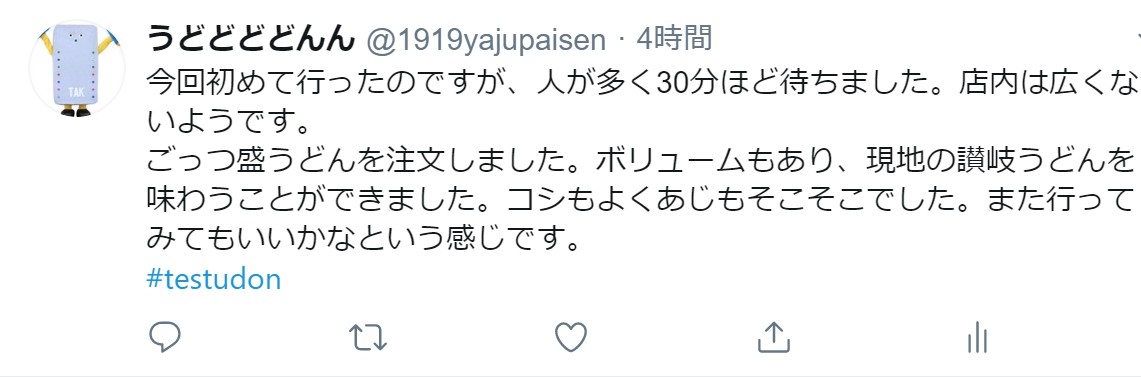 うどどどどんん @1919yajupaisen · 4時間
今回初めて行ったのですが、人が多く30分ほど待ちました。店内は広くな
いようです。
ごっつ盛うどんを注文しました。ボリュームもあり、現地の讃岐うどんを
味わうことができました。コシもよくあじもそこそこでした。また行って
みてもいいかなという感じです。
#testudon
TAK